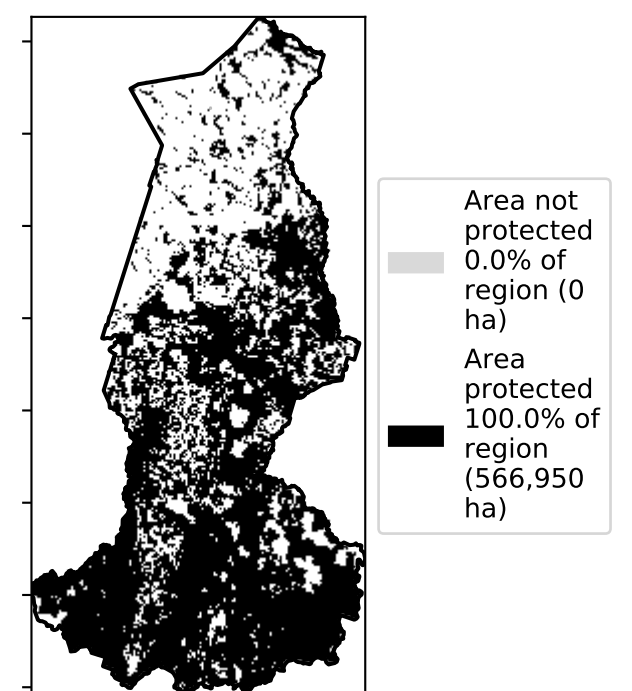 Area not
protected
0.0% of
region (0
ha)
Area
protected
100.0% of
region
(566,950
ha)